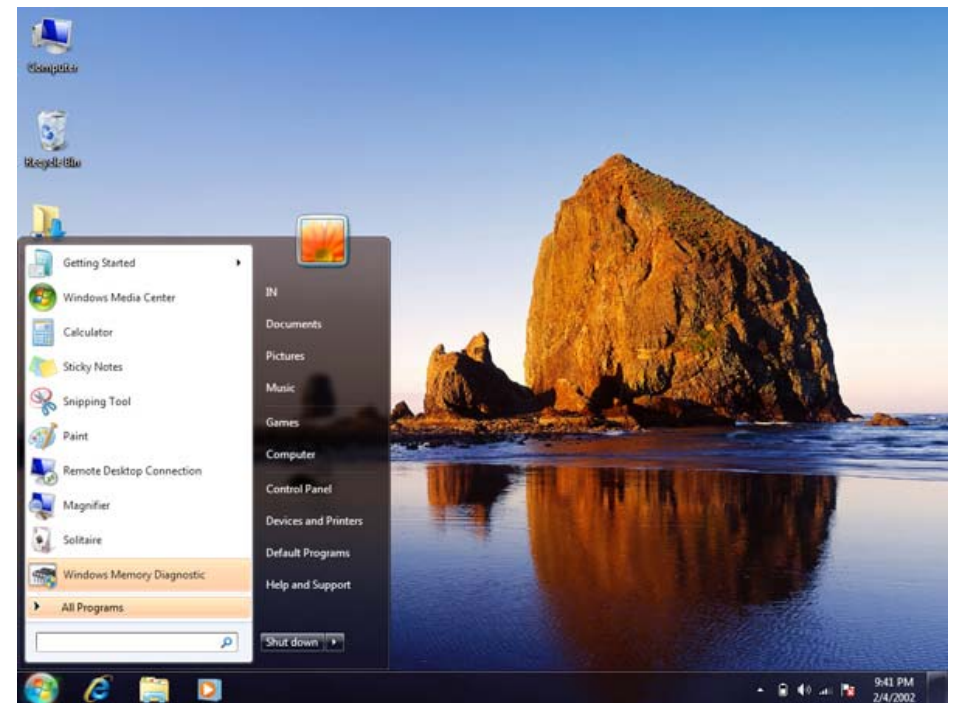 Computer
Recycle Bin
Getting Started
Windows Media Center
Calculator
Sticky Notes
Snipping Tool
Paint
Remote Desktop Connection
Magnifier
Solitaire
Windows Memory Diagnostic
All Programs
IN
Documents
Pictures
Music
Games
Computer
Control Panel
Devices and Printers
Default Programs
Help and Support
Shut down
9:41 PM
2/4/2002